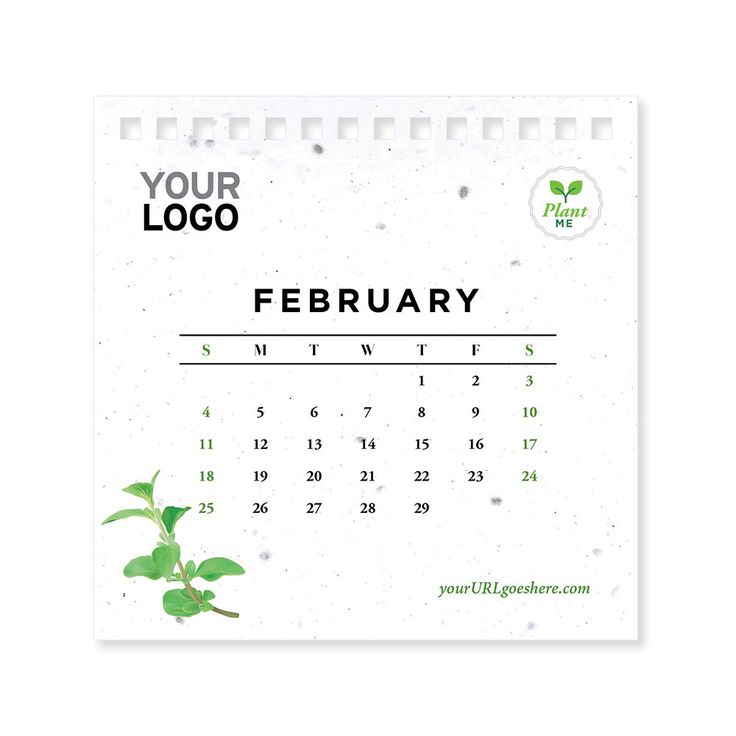 YOUR
LOGO
Plant
ME
FEBRUARY
S M T W T F S
1 2 3
4 5 6 7 8 9 10
11 12 13 14 15 16 17
18 19 20 21 22 23 24
25 26 27 28 29
yourURLgoeshere.com